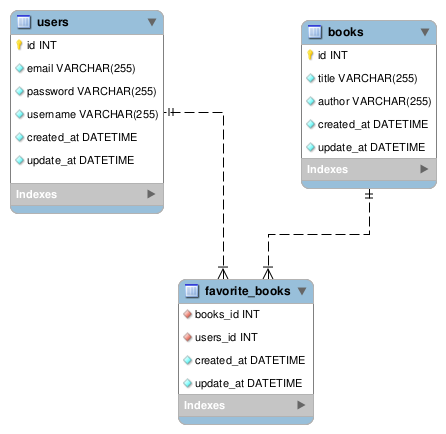 users
id INT
email VARCHAR(255)
password VARCHAR(255)
username VARCHAR(255)
created_at DATETIME
update_at DATETIME
Indexes
books
id INT
title VARCHAR(255)
author VARCHAR(255)
created_at DATETIME
update_at DATETIME
Indexes
favorite_books
books_id INT
users_id INT
created_at DATETIME
update_at DATETIME
Indexes